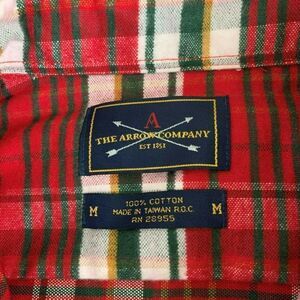 A
THE ARROW COMPANY
EST 1851
M 100% COTTON M
MADE IN TAIWAN R.O.C.
RN 28955